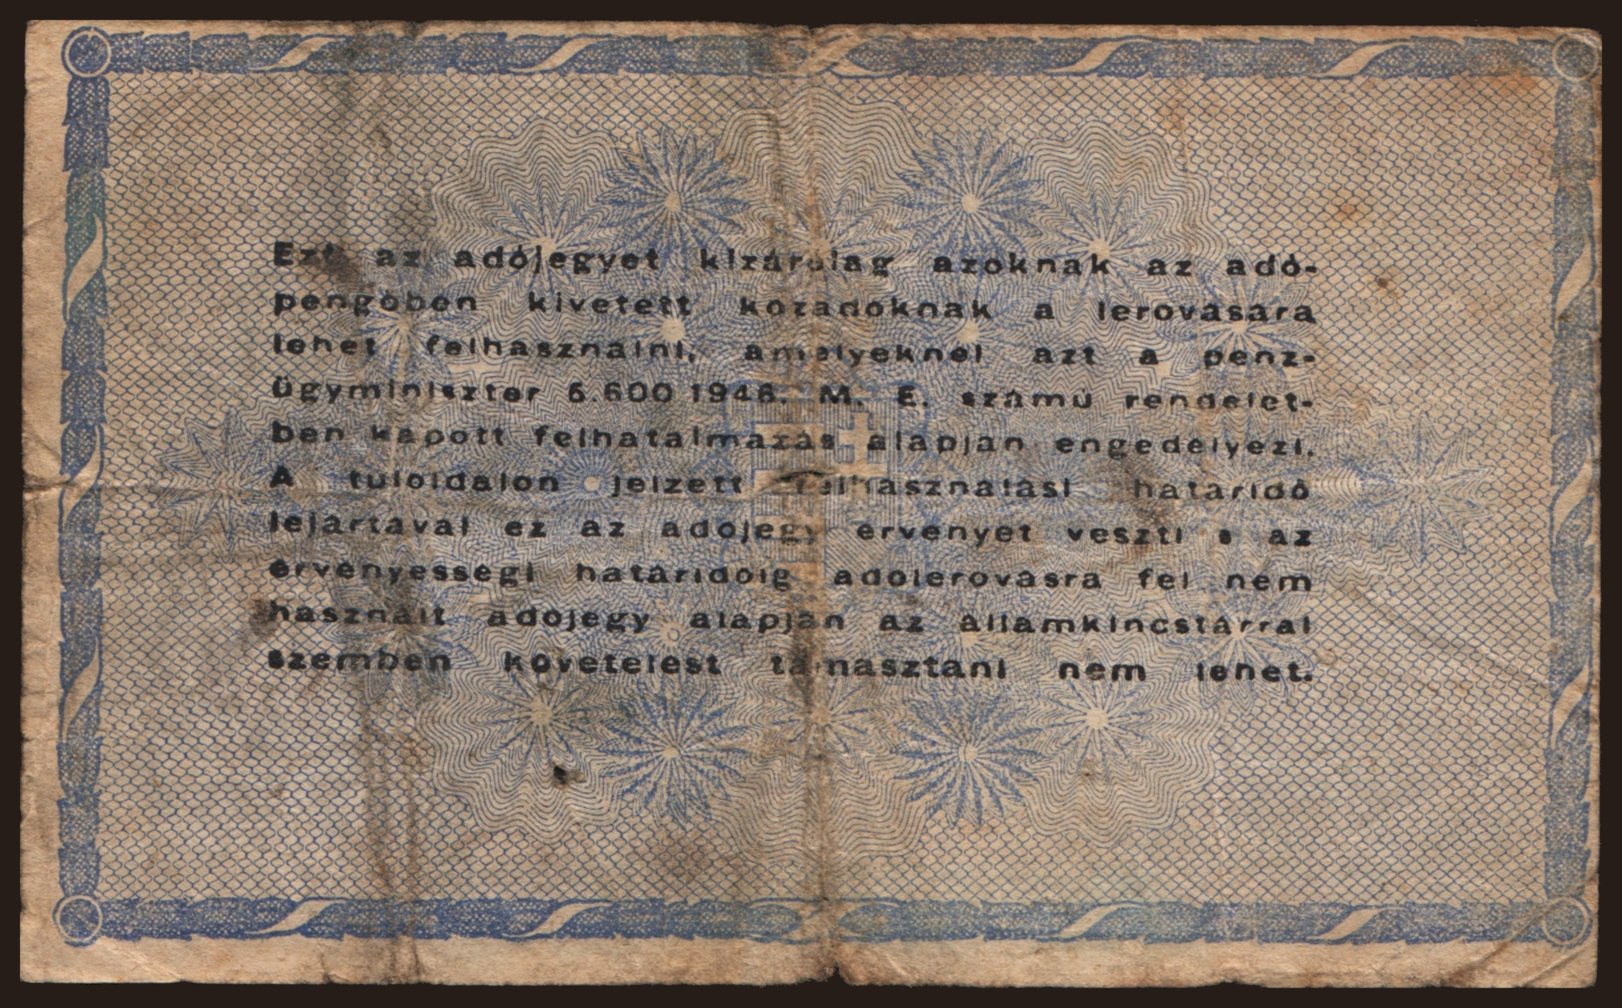 Ezt az adójegyet kizárólag azoknak az adó-
pengőben kivetett közadóknak a lerovására
lehet felhasználni, amelyeknél azt a pénz-
ügyminiszter 5.600/1946. M. E. számú rendelet-
ben kapott felhatalmazás alapján engedélyezi.
A túloldalon jelzett felhasználási határidő
lejártával ez az adójegy érvényét veszti s az
érvényességi határidőig adólerovásra fel nem
használt adójegy alapján az államkincstárral
szemben követelést támasztani nem lehet.